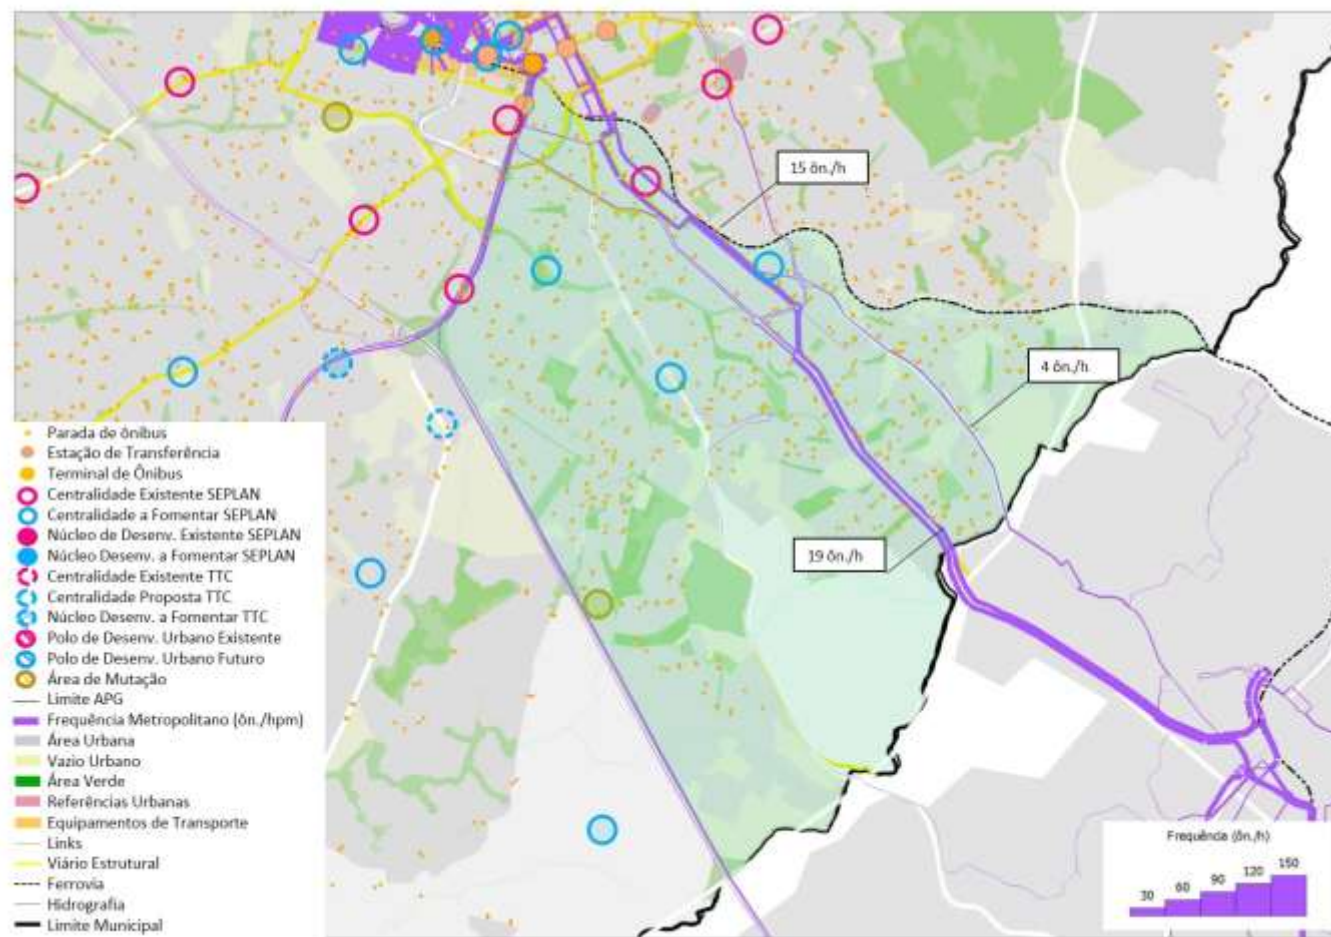 15 ôn./h
4 ôn./h
19 ôn./h
Parada de ônibus
Estação de Transferência
Terminal de Ônibus
Centralidade Existente SEPLAN
Centralidade a Fomentar SEPLAN
Núcleo de Desenv. Existente SEPLAN
Núcleo Desenv. a Fomentar SEPLAN
Centralidade Existente TTC
Centralidade Proposta TTC
Núcleo Desenv. a Fomentar TTC
Polo de Desenv. Urbano Existente
Polo de Desenv. Urbano Futuro
Área de Mutação
Limite APG
Frequência Metropolitano (ôn./hpm)
Área Urbana
Vazio Urbano
Área Verde
Referências Urbanas
Equipamentos de Transporte
Links
Viário Estrutural
Ferrovia
Hidrografia
Limite Municipal
Frequência (ôn./h)
30 60 90 120 150